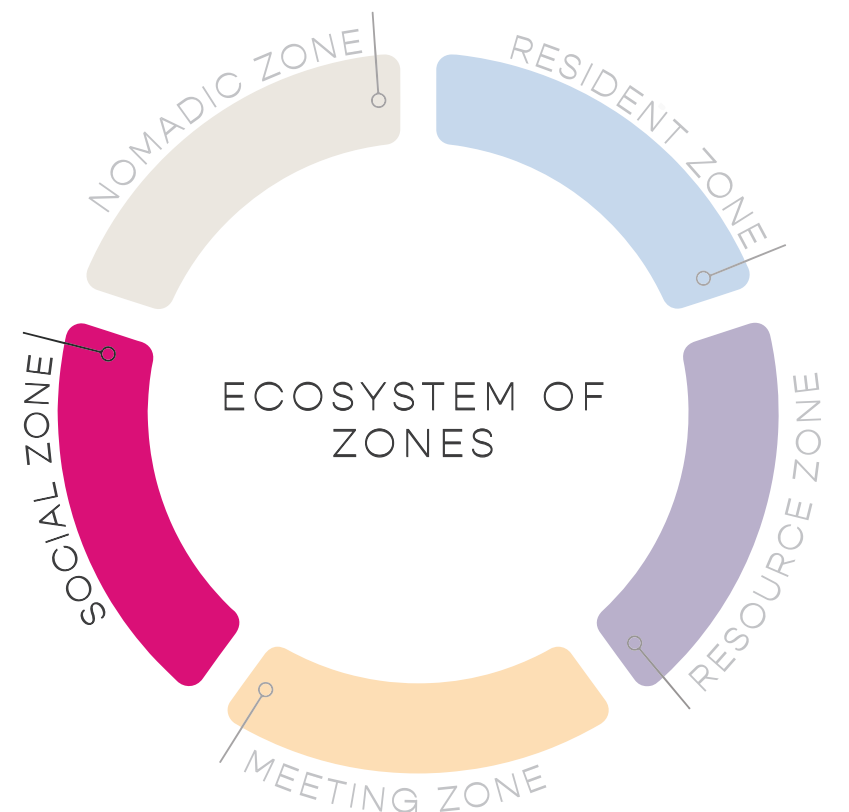 NOMADIC ZONE
RESIDENT ZONE
ECOSYSTEM OF
ZONES
SOCIAL ZONE
RESOURCE ZONE
MEETING ZONE